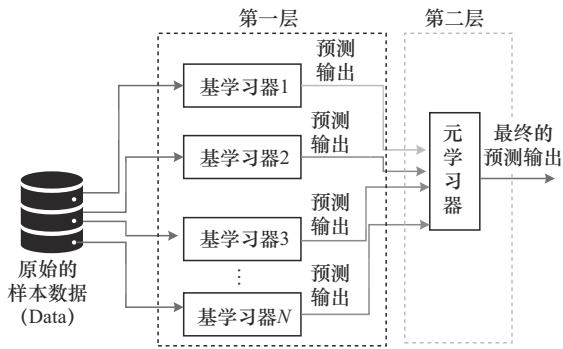 第一层
第二层
预测
输出
基学习器1
预测
输出
基学习器2
预测
输出
基学习器3
⋮
预测
输出
基学习器N
元
学
习
器
最终的
预测输出
原始的
样本数据
(Data)